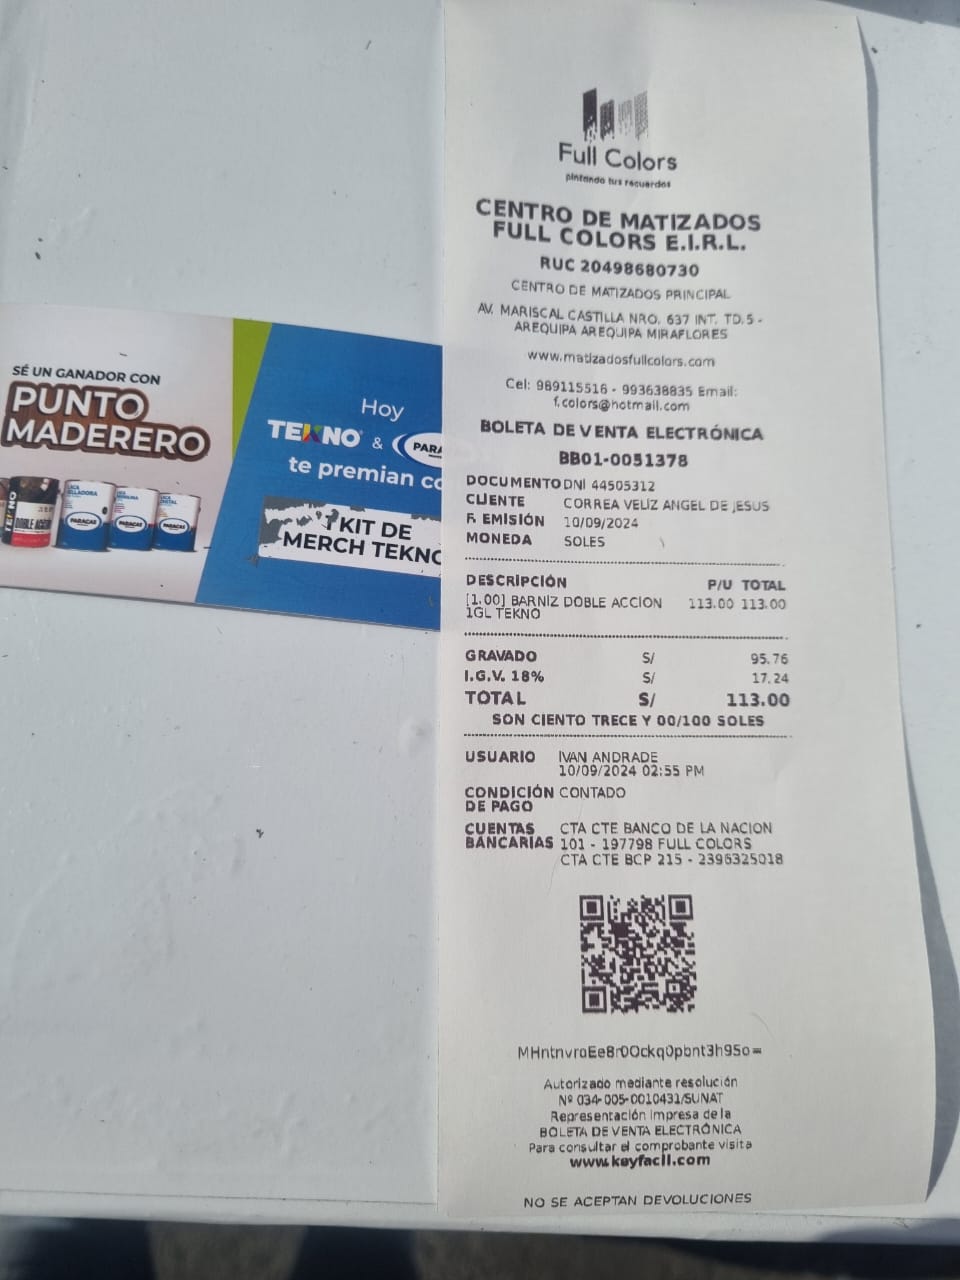 SÉ UN GANADOR CON
PUNTO
MADERERO
TEKNO
DOBLE ACCI
LACA
SELLADORA
PARACAS
LACA
PARACAS
LACA
CRISTAL
PARACAS
Hoy
TEKNO & PARA
te premian co
1 KIT DE
MERCH TEKNO
Full Colors
pintando tus recuerdos
CENTRO DE MATIZADOS
FULL COLORS E.I.R.L.
RUC 20498680730
CENTRO DE MATIZADOS PRINCIPAL
AV. MARISCAL CASTILLA NRO. 637 INT. TD.5 -
AREQUIPA AREQUIPA MIRAFLORES
www.matizadosfullcolors.com
Cel: 989115516 - 993638835 Email:
f.colors@hotmail.com
BOLETA DE VENTA ELECTRÓNICA
BB01-0051378
DOCUMENTO DNI 44505312
CLIENTE CORREA VELIZ ANGEL DE JESUS
F. EMISIÓN 10/09/2024
MONEDA SOLES
DESCRIPCIÓN P/U TOTAL
[1.00] BARNIZ DOBLE ACCION 113.00 113.00
1GL TEKNO
GRAVADO S/ 95.76
I.G.V. 18% S/ 17.24
TOTAL S/ 113.00
SON CIENTO TRECE Y 00/100 SOLES
USUARIO IVAN ANDRADE
10/09/2024 02:55 PM
CONDICIÓN CONTADO
DE PAGO
CUENTAS CTA CTE BANCO DE LA NACION
BANCARIAS 101 - 197798 FULL COLORS
CTA CTE BCP 215 - 2396325018
MHntnvroEe8r0Ockq0pbnt3h95o=
Autorizado mediante resolución
Nº 034-005-0010431/SUNAT
Representación impresa de la
BOLETA DE VENTA ELECTRÓNICA
Para consultar el comprobante visita
www.keyfacil.com
NO SE ACEPTAN DEVOLUCIONES